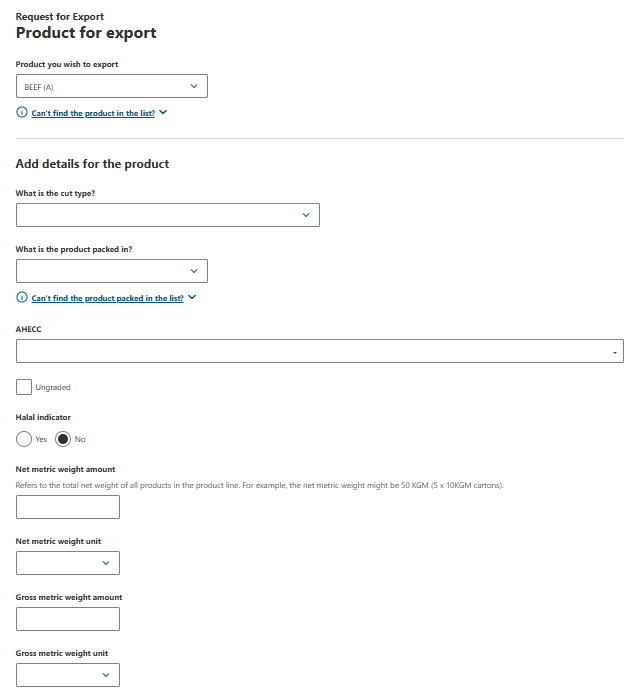 Request for Export
Product for export
Product you wish to export
BEEF (A)
Can't find the product in the list?
Add details for the product
What is the cut type?
What is the product packed in?
Can't find the product packed in the list?
AHECC
Ungraded
Halal indicator
Yes No
Net metric weight amount
Refers to the total net weight of all products in the product line. For example, the net metric weight might be 50 KGM (5 x 10KGM cartons).
Net metric weight unit
Gross metric weight amount
Gross metric weight unit